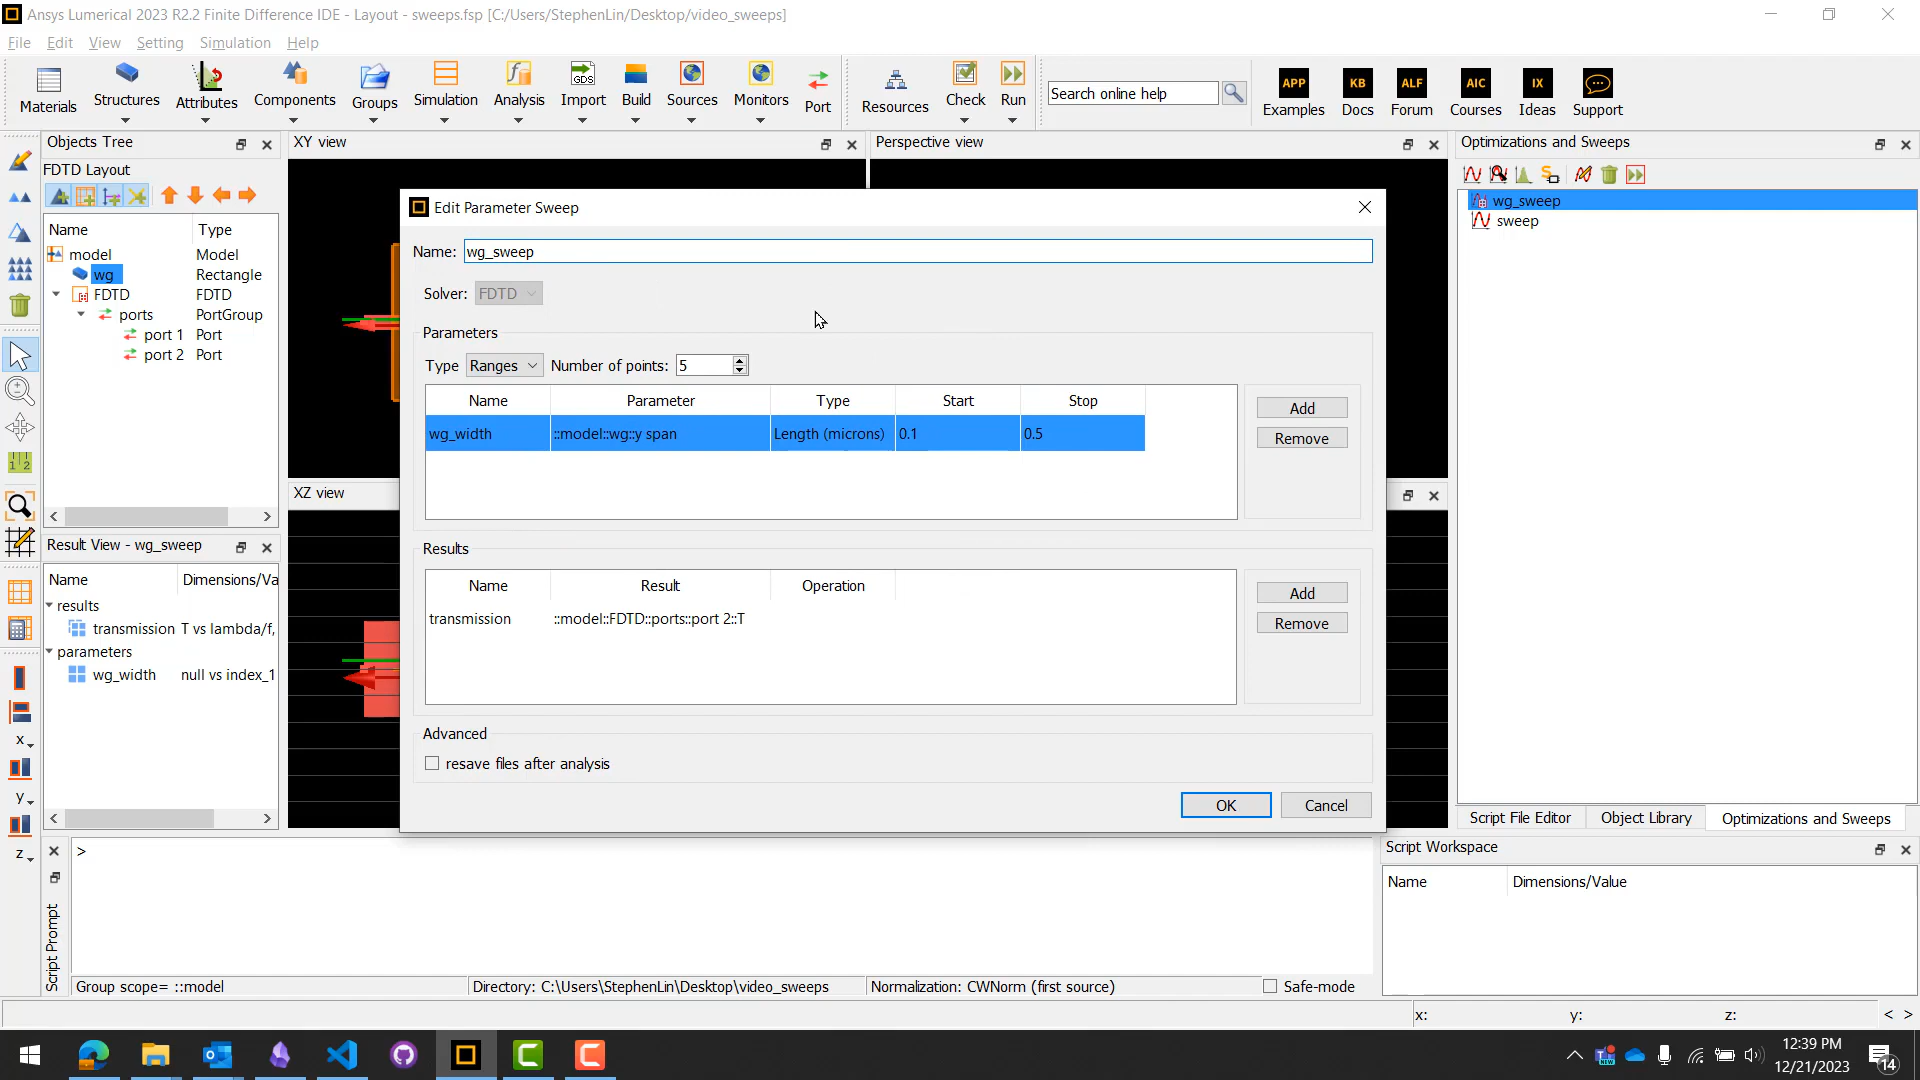 Ansys Lumerical 2023 R2.2 Finite Difference IDE - Layout - sweeps.fsp [C:/Users/StephenLin/Desktop/video_sweeps]
File Edit View Setting Simulation Help
Materials Structures Attributes Components Groups Simulation Analysis Import Build Sources Monitors Port Resources Check Run
GDS
Search online help
APP KB ALF AIC IX
Examples Docs Forum Courses Ideas Support
Objects Tree
FDTD Layout
Name Type
model Model
wg Rectangle
FDTD FDTD
ports PortGroup
port 1 Port
port 2 Port
XY view
Perspective view
XZ view
Optimizations and Sweeps
wg_sweep
sweep
Edit Parameter Sweep
Name: wg_sweep
Solver: FDTD
Parameters
Type Ranges Number of points: 5
Name Parameter Type Start Stop
wg_width ::model::wg::y span Length (microns) 0.1 0.5
Add
Remove
Results
Name Result Operation
transmission ::model::FDTD::ports::port 2::T
Add
Remove
Advanced
resave files after analysis
OK Cancel
Result View - wg_sweep
Name Dimensions/Va
results
transmission T vs lambda/f,
parameters
wg_width null vs index_1
x
y
z
Script File Editor Object Library Optimizations and Sweeps
>
Script Prompt
Script Workspace
Name Dimensions/Value
Group scope= ::model Directory: C:\Users\StephenLin\Desktop\video_sweeps Normalization: CWNorm (first source) Safe-mode
x: y: z:
12:39 PM
12/21/2023
14